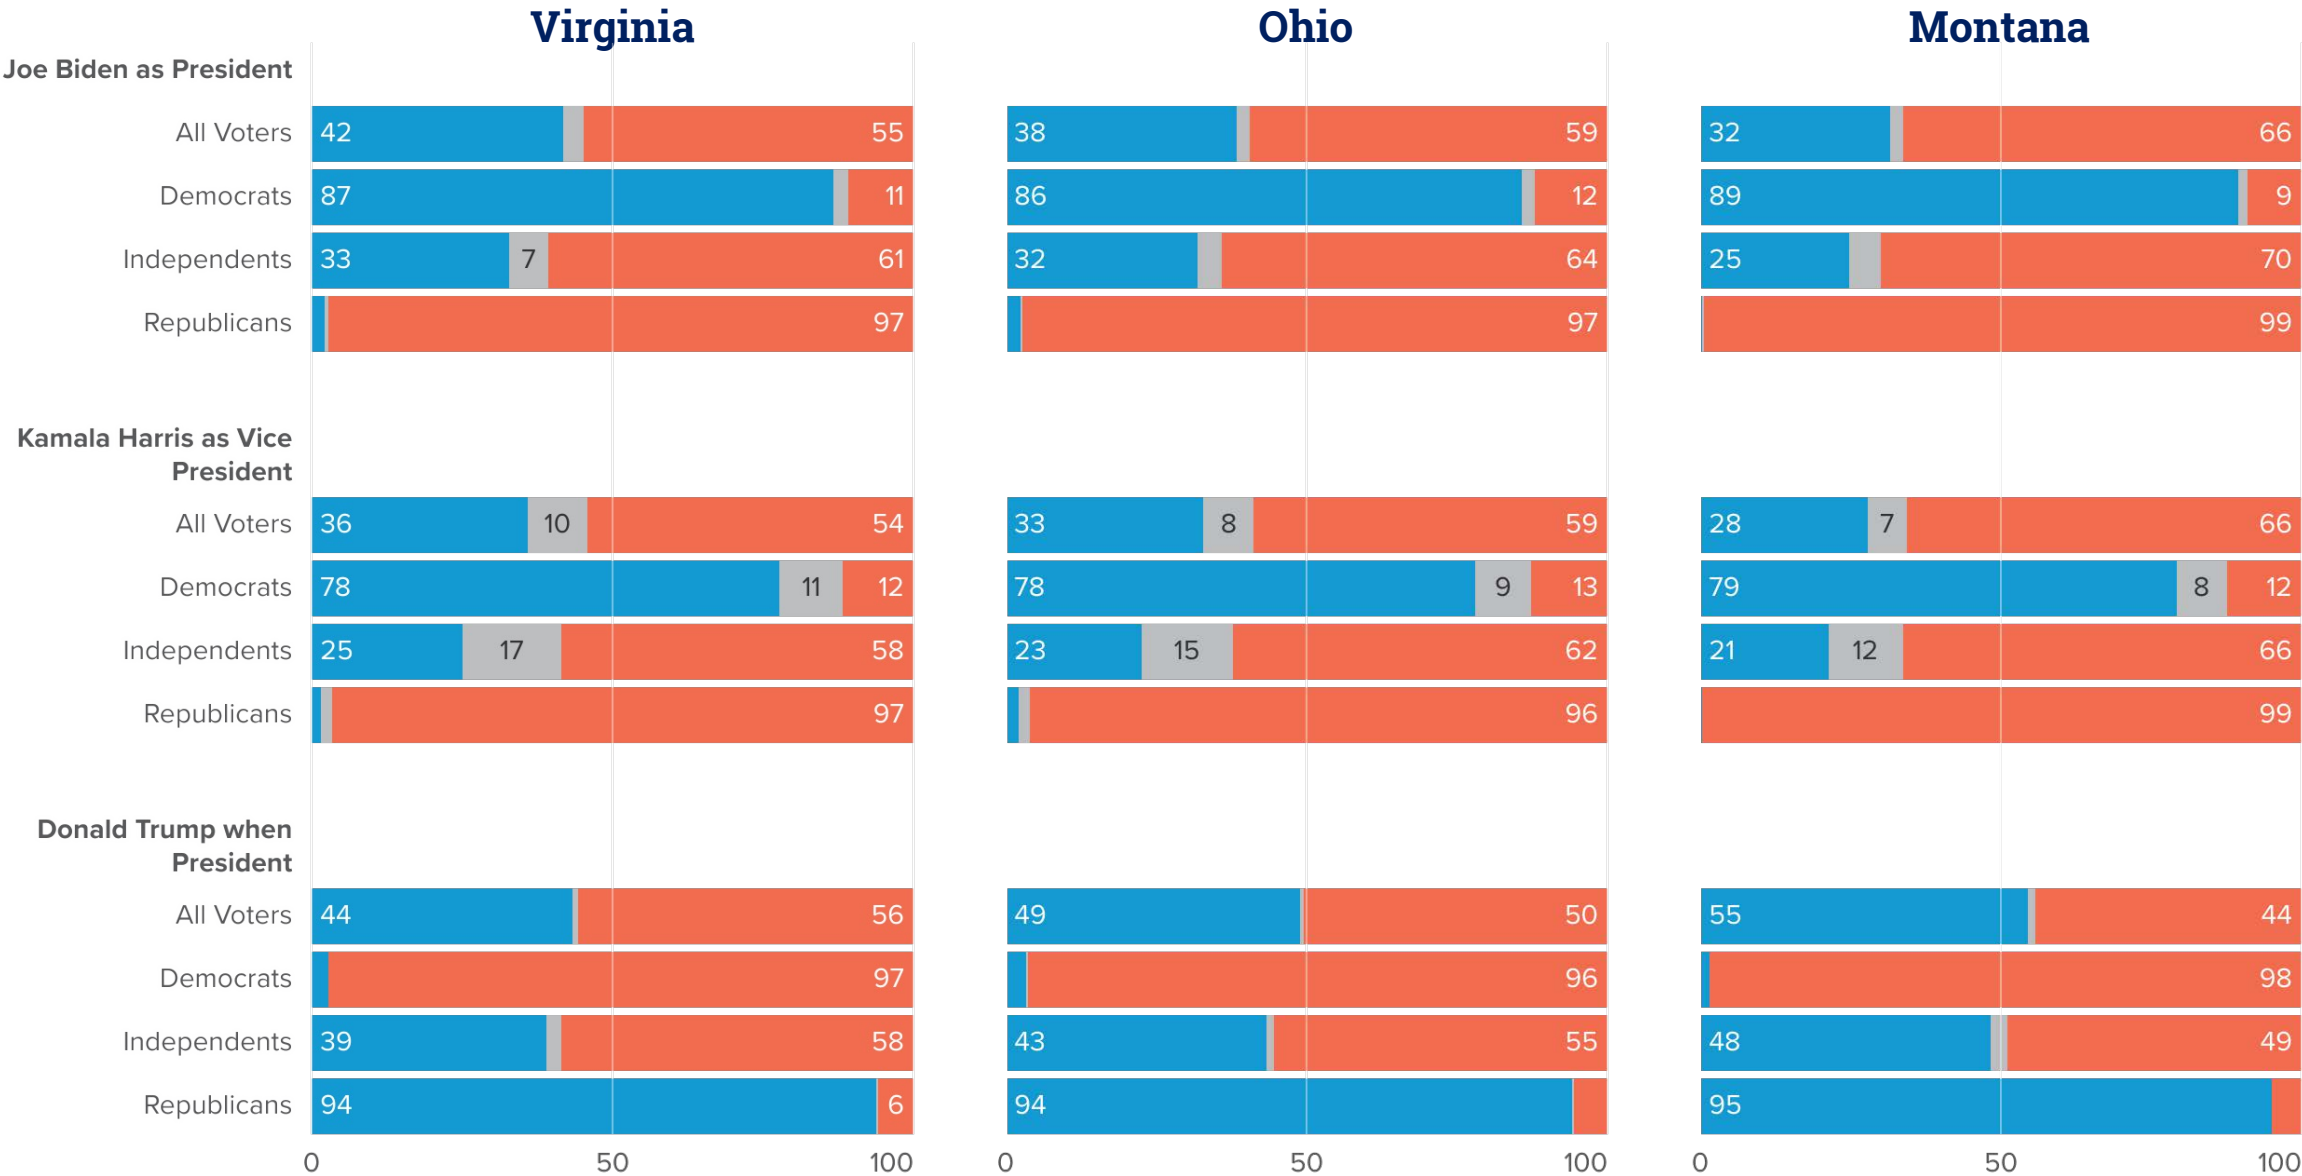 Virginia Ohio Montana
Joe Biden as President
All Voters 42 55 38 59 32 66
Democrats 87 11 86 12 89 9
Independents 33 7 61 32 64 25 70
Republicans 97 97 99
Kamala Harris as Vice
President
All Voters 36 10 54 33 8 59 28 7 66
Democrats 78 11 12 78 9 13 79 8 12
Independents 25 17 58 23 15 62 21 12 66
Republicans 97 96 99
Donald Trump when
President
All Voters 44 56 49 50 55 44
Democrats 97 96 98
Independents 39 58 43 55 48 49
Republicans 94 6 94 95
0 50 100 0 50 100 0 50 100